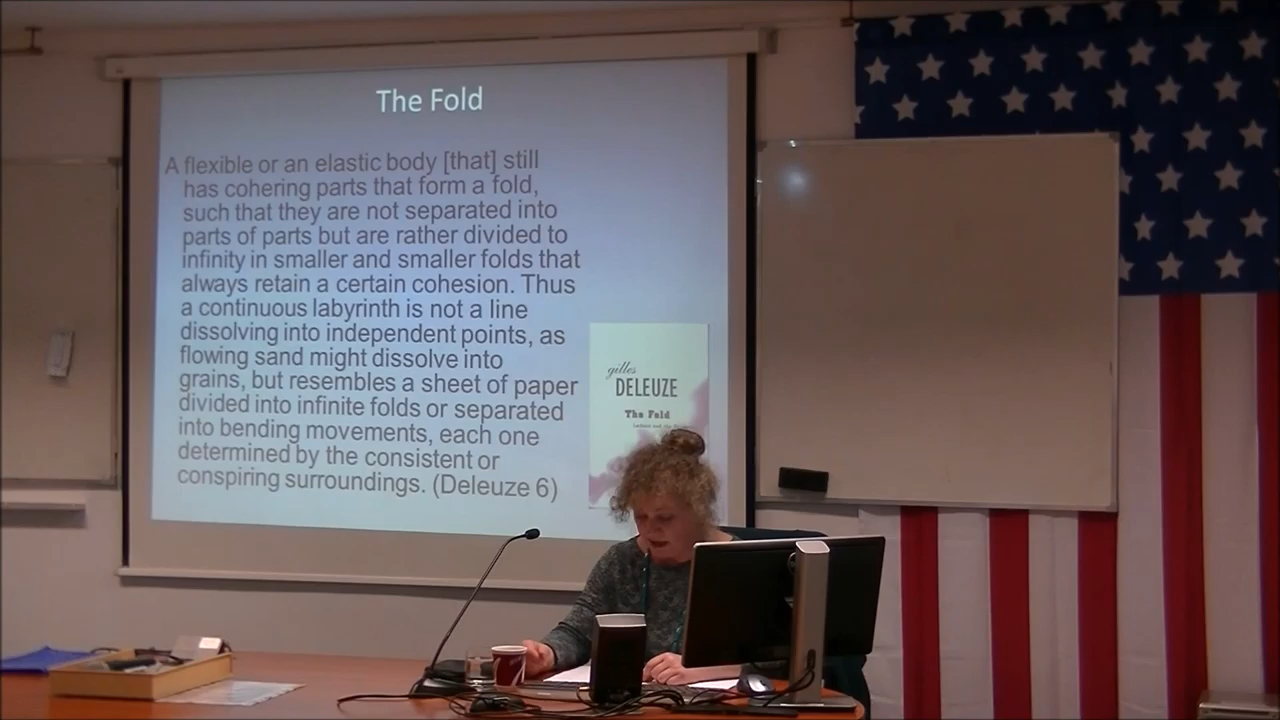 The Fold
A flexible or an elastic body [that] still
has cohering parts that form a fold,
such that they are not separated into
parts of parts but are rather divided to
infinity in smaller and smaller folds that
always retain a certain cohesion. Thus
a continuous labyrinth is not a line
dissolving into independent points, as
flowing sand might dissolve into
grains, but resembles a sheet of paper
divided into infinite folds or separated
into bending movements, each one
determined by the consistent or
conspiring surroundings. (Deleuze 6)
gilles
DELEUZE
The Fold